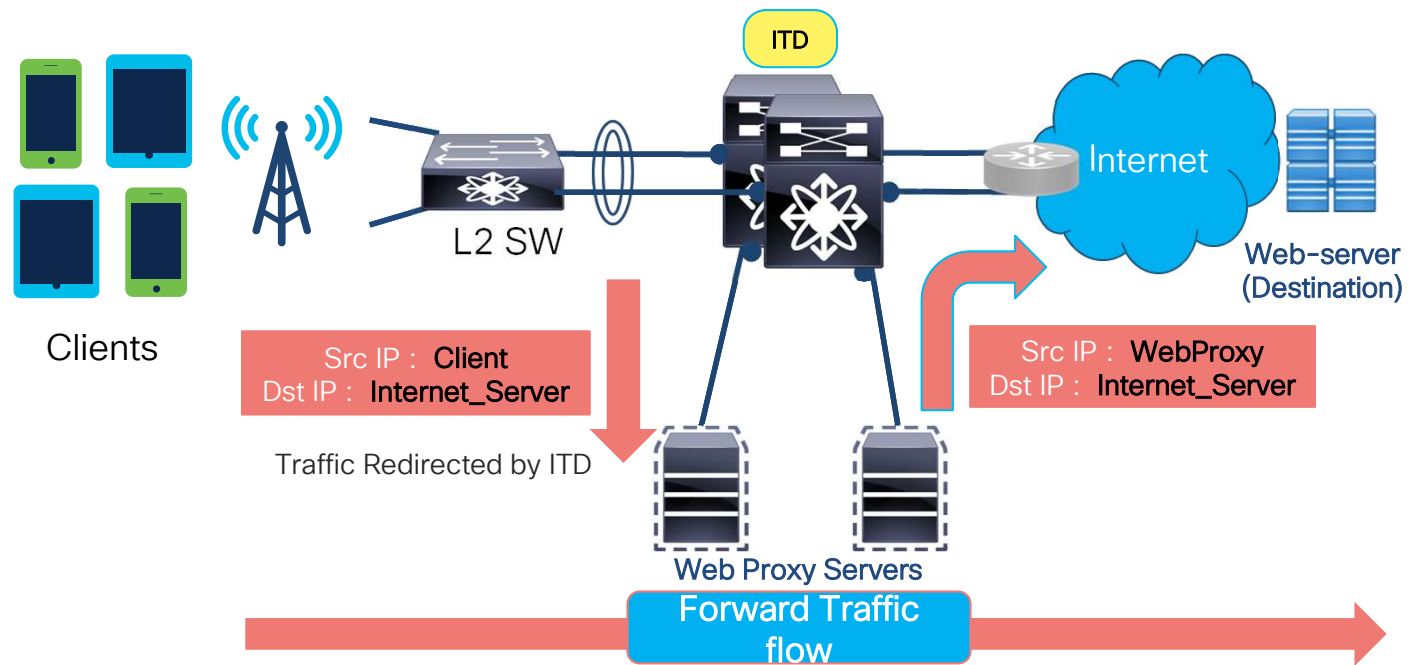 ITD
Internet
L2 SW
Web-server
(Destination)
Clients
Src IP : Client
Dst IP : Internet_Server
Src IP : WebProxy
Dst IP : Internet_Server
Traffic Redirected by ITD
Web Proxy Servers
Forward Traffic
flow